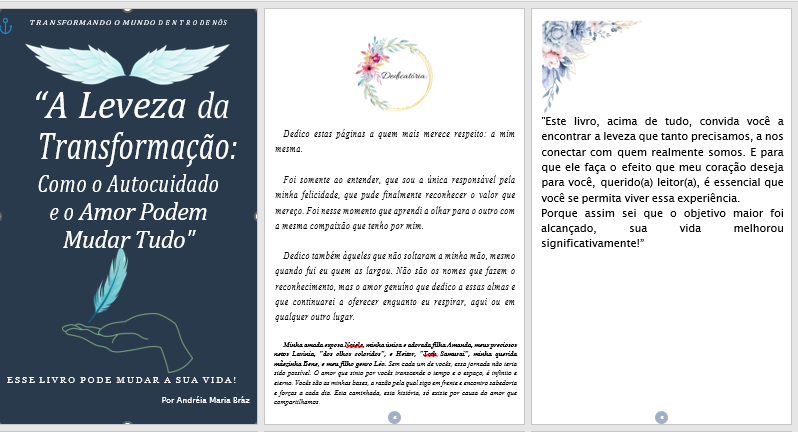 TRANSFORMANDO O MUNDO DENTRO DE NÓS
“A Leveza da
Transformação:
Como o Autocuidado
e o Amor Podem
Mudar Tudo"
ESSE LIVRO PODE MUDAR A SUA VIDA!
Por Andréia Maria Bráz
Dedicatória:
Dedico estas páginas a quem mais merece respeito: a mim
mesma.
Foi somente ao entender, que sou a única responsável pela
minha felicidade, que pude finalmente reconhecer o valor que
mereço. Foi nesse momento que aprendi a olhar para o outro com
a mesma compaixão que tenho por mim.
Dedico também àqueles que não soltaram a minha mão, mesmo
quando fui eu quem as largou. Não são os nomes que fazem o
reconhecimento, mas o amor genuíno que dedico a essas almas e
que continuarei a oferecer enquanto eu respirar, aqui ou em
qualquer outro lugar.
Minha amada esposa, minha única e adorada filha Amanda, meus preciosos
netos Lavínia, "dos olhos coloridos", e Heitor, " Samurai", minha querida
mãezinha Dene, e meu filho genro Léo. Sem cada um de vocês, essa jornada não teria
sido possível. O amor que sinto por vocês transcende o tempo e o espaço, é infinito e
eterno. Vocês são as minhas bases, a razão pela qual sigo em frente e encontro sabedoria
e forças a cada dia. Esta caminhada, esta história, só existe por causa do amor que
compartilhamos.
"Este livro, acima de tudo, convida você a
encontrar a leveza que tanto precisamos, a nos
conectar com quem realmente somos. E para
que ele faça o efeito que meu coração deseja
para você, querido(a) leitor(a), é essencial que
você se permita viver essa experiência.
Porque assim sei que o objetivo maior foi
alcançado, sua vida melhorou
significativamente!”